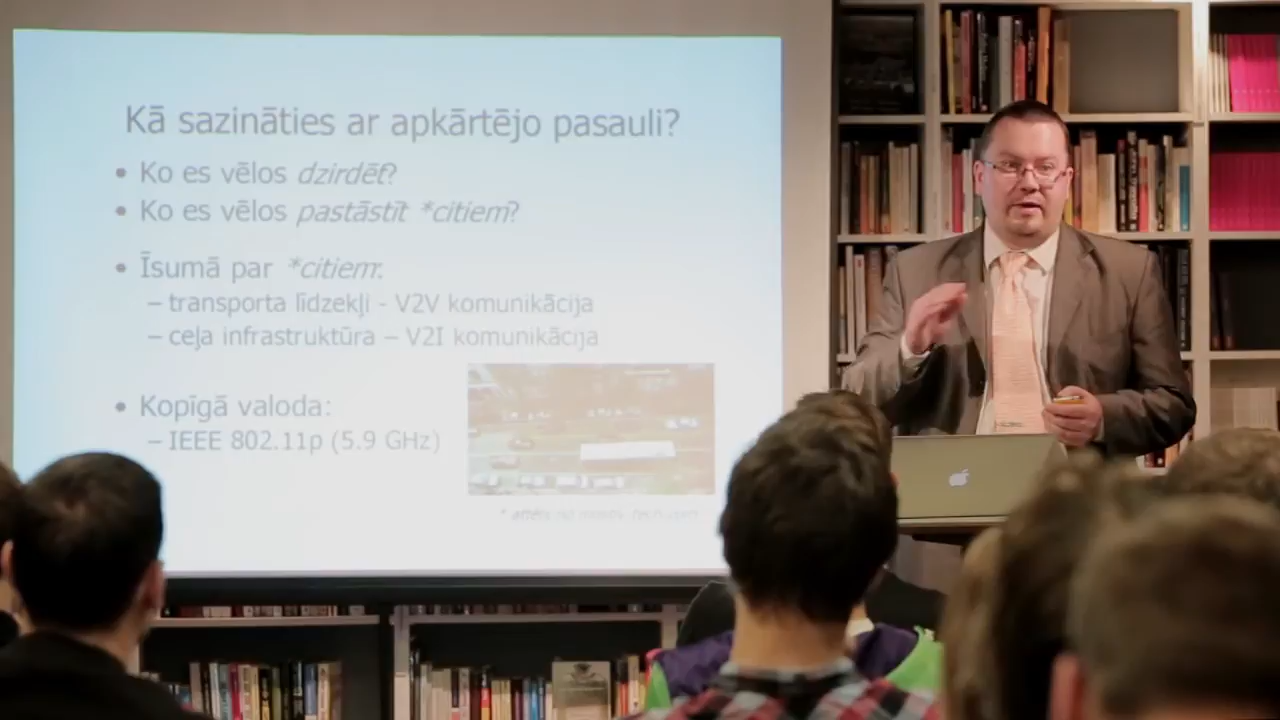 Kā sazināties ar apkārtējo pasauli?
• Ko es vēlos dzirdēt?
• Ko es vēlos pastāstīt *citiem?
• Īsumā par *citiem:
– transporta līdzekļi - V2V komunikācija
– ceļa infrastruktūra – V2I komunikācija
• Kopīgā valoda:
– IEEE 802.11p (5.9 GHz)